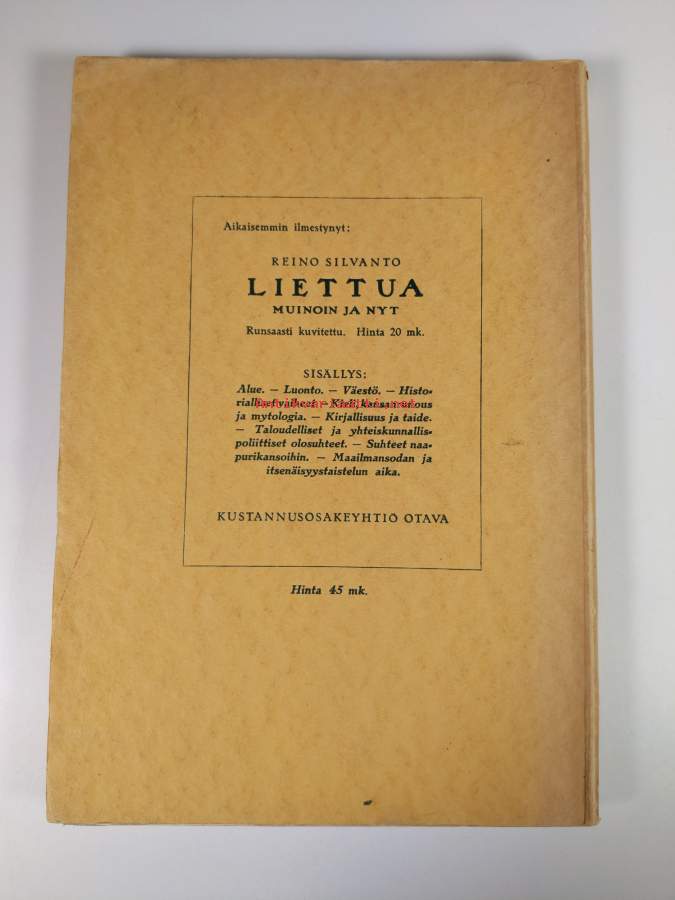 Aikaisemmin ilmestynyt:
REINO SILVANTO
LIETTUA
MUINOIN JA NYT
Runsaasti kuvitettu. Hinta 20 mk.
SISÄLLYS:
Alue. — Luonto. — Väestö. — Histo-
ja mytologia. — Kirjallisuus ja taide.
— Taloudelliset ja yhteiskunnallis-
poliittiset olosuhteet. — Suhteet naa-
purikansoihin. — Maailmansodan ja
itsenäisyystaistelun aika.
KUSTANNUSOSAKEYHTIÖ OTAVA
Hinta 45 mk.